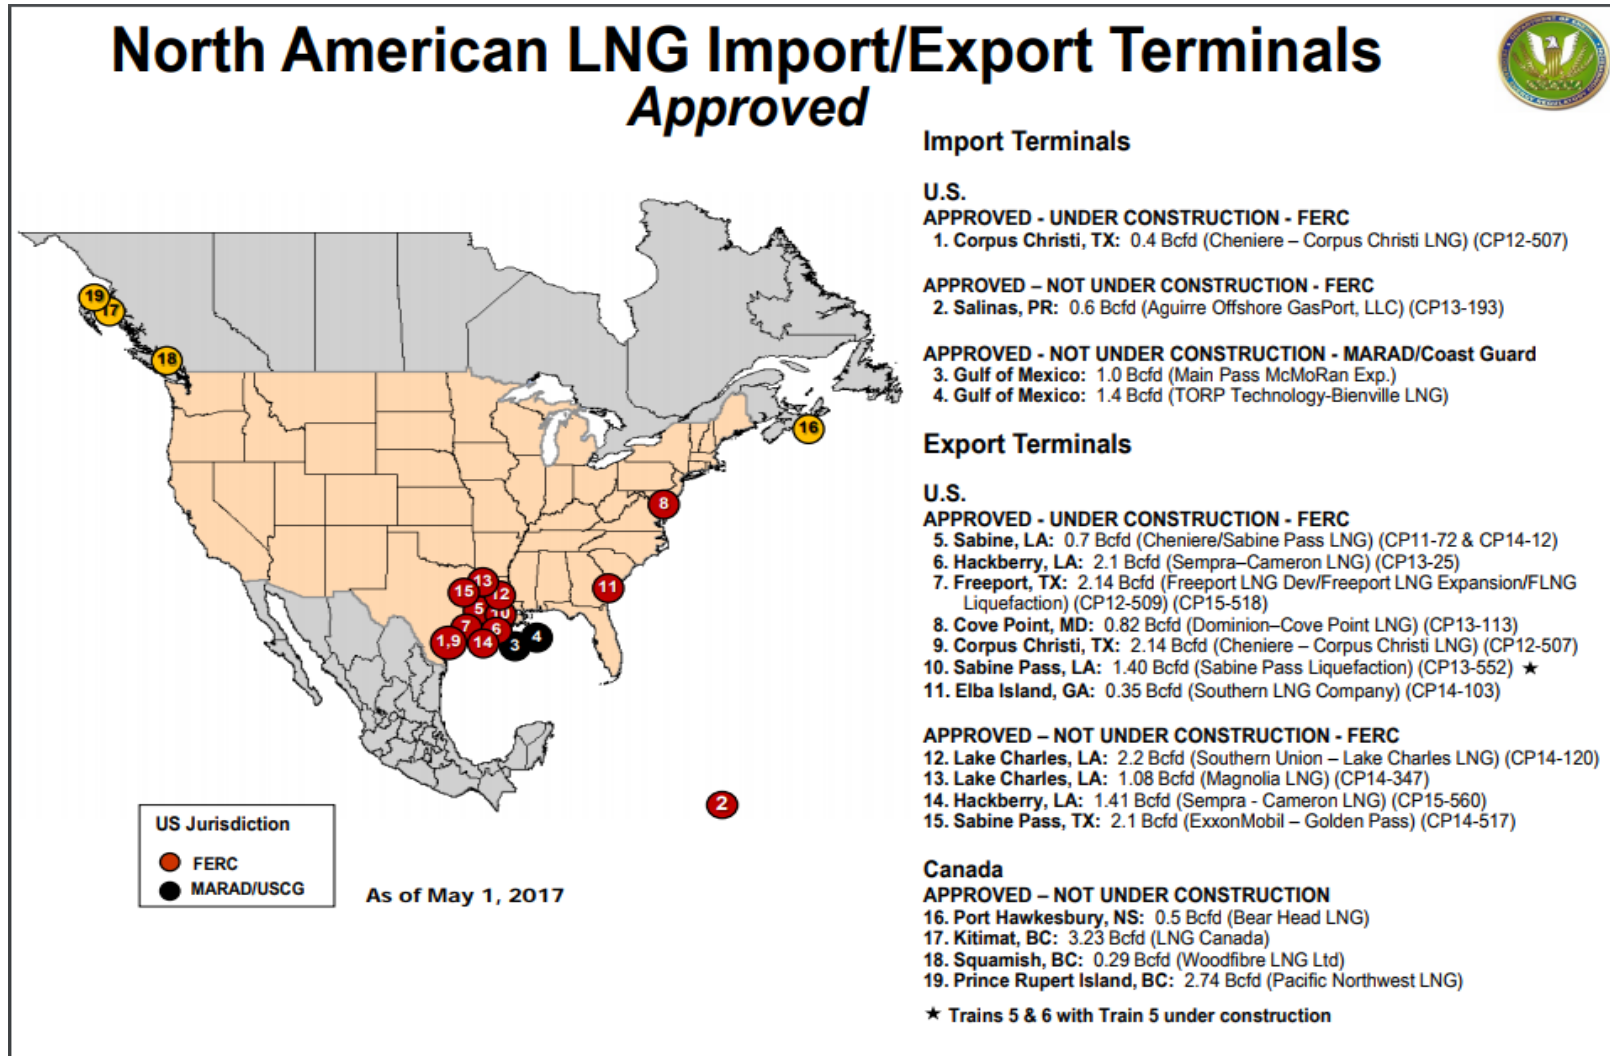 North American LNG Import/Export Terminals
Approved
Import Terminals
U.S.
APPROVED - UNDER CONSTRUCTION - FERC
1. Corpus Christi, TX: 0.4 Bcfd (Cheniere – Corpus Christi LNG) (CP12-507)
APPROVED – NOT UNDER CONSTRUCTION - FERC
2. Salinas, PR: 0.6 Bcfd (Aguirre Offshore GasPort, LLC) (CP13-193)
APPROVED - NOT UNDER CONSTRUCTION - MARAD/Coast Guard
3. Gulf of Mexico: 1.0 Bcfd (Main Pass McMoRan Exp.)
4. Gulf of Mexico: 1.4 Bcfd (TORP Technology-Bienville LNG)
Export Terminals
U.S.
APPROVED - UNDER CONSTRUCTION - FERC
5. Sabine, LA: 0.7 Bcfd (Cheniere/Sabine Pass LNG) (CP11-72 & CP14-12)
6. Hackberry, LA: 2.1 Bcfd (Sempra–Cameron LNG) (CP13-25)
7. Freeport, TX: 2.14 Bcfd (Freeport LNG Dev/Freeport LNG Expansion/FLNG
Liquefaction) (CP12-509) (CP15-518)
8. Cove Point, MD: 0.82 Bcfd (Dominion–Cove Point LNG) (CP13-113)
9. Corpus Christi, TX: 2.14 Bcfd (Cheniere – Corpus Christi LNG) (CP12-507)
10. Sabine Pass, LA: 1.40 Bcfd (Sabine Pass Liquefaction) (CP13-552) ★
11. Elba Island, GA: 0.35 Bcfd (Southern LNG Company) (CP14-103)
APPROVED – NOT UNDER CONSTRUCTION - FERC
12. Lake Charles, LA: 2.2 Bcfd (Southern Union – Lake Charles LNG) (CP14-120)
13. Lake Charles, LA: 1.08 Bcfd (Magnolia LNG) (CP14-347)
14. Hackberry, LA: 1.41 Bcfd (Sempra - Cameron LNG) (CP15-560)
15. Sabine Pass, TX: 2.1 Bcfd (ExxonMobil – Golden Pass) (CP14-517)
Canada
APPROVED – NOT UNDER CONSTRUCTION
16. Port Hawkesbury, NS: 0.5 Bcfd (Bear Head LNG)
17. Kitimat, BC: 3.23 Bcfd (LNG Canada)
18. Squamish, BC: 0.29 Bcfd (Woodfibre LNG Ltd)
19. Prince Rupert Island, BC: 2.74 Bcfd (Pacific Northwest LNG)
★ Trains 5 & 6 with Train 5 under construction
19
17
18
16
8
13
15
12
11
5
10
7
6
1,9
14
3
4
2
US Jurisdiction
FERC
MARAD/USCG
As of May 1, 2017